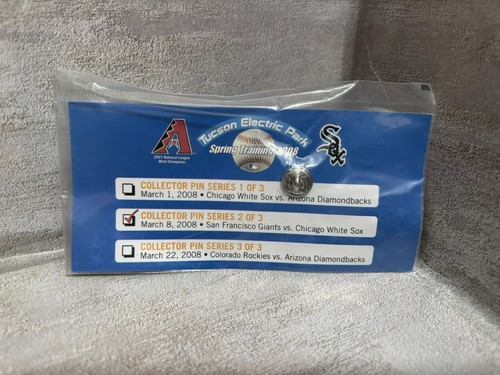 Tucson Electric Park
Spring Training 2008
2007 National League
West Champions
Sox
COLLECTOR PIN SERIES 1 OF 3
March 1, 2008 • Chicago White Sox vs. Arizona Diamondbacks
COLLECTOR PIN SERIES 2 OF 3
March 8, 2008 • San Francisco Giants vs. Chicago White Sox
COLLECTOR PIN SERIES 3 OF 3
March 22, 2008 • Colorado Rockies vs. Arizona Diamondbacks